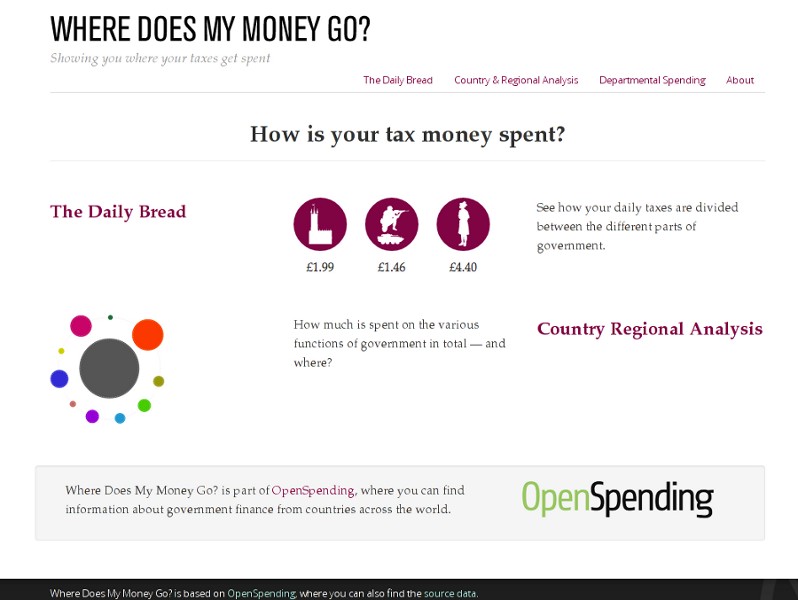 WHERE DOES MY MONEY GO?
Showing you where your taxes get spent
The Daily Bread Country & Regional Analysis Departmental Spending About
How is your tax money spent?
The Daily Bread
£1.99 £1.46 £4.40
See how your daily taxes are divided
between the different parts of
government.
How much is spent on the various
functions of government in total — and
where?
Country Regional Analysis
Where Does My Money Go? is part of OpenSpending, where you can find
information about government finance from countries across the world.
OpenSpending
Where Does My Money Go? is based on OpenSpending, where you can also find the source data.